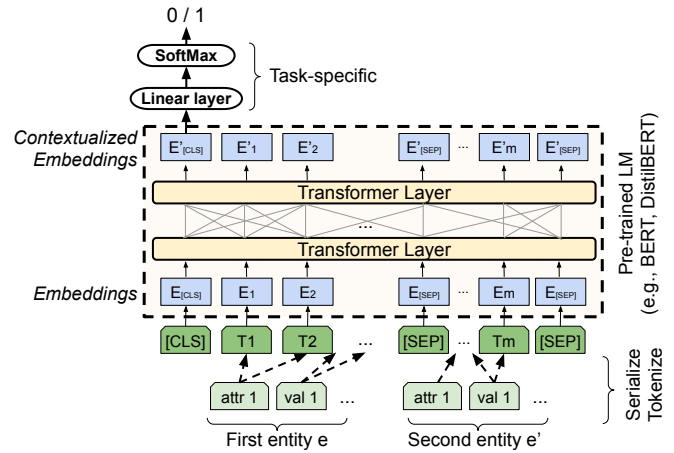 0 / 1
SoftMax
Task-specific
Linear layer
Contextualized
Embeddings
E'[CLS] E'1 E'2 E'[SEP] ... E'm E'[SEP]
Transformer Layer
...
Transformer Layer
Embeddings
E[CLS] E1 E2 E[SEP] ... Em E[SEP]
Pre-trained LM
(e.g., BERT, DistilBERT)
[CLS] T1 T2 ... [SEP] ... Tm [SEP]
attr 1 val 1 ... attr 1 val 1 ...
Serialize
Tokenize
First entity e Second entity e'